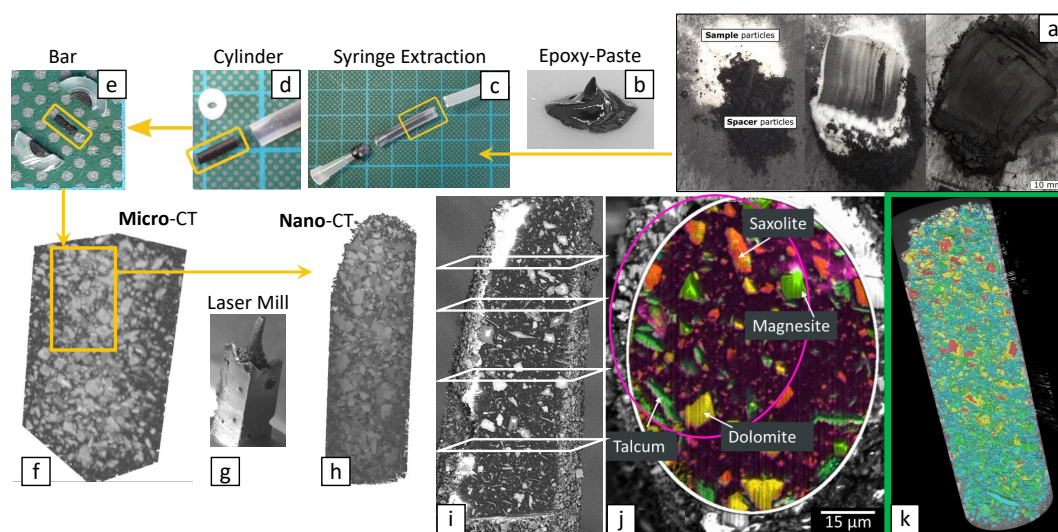 Bar
e
Cylinder
d
Syringe Extraction
c
Epoxy-Paste
b
Sample particles
Spacer particles
a
10 mm
Micro-CT
Nano-CT
Laser Mill
f
g
h
i
Saxolite
Magnesite
Talcum
Dolomite
j
15 µm
k